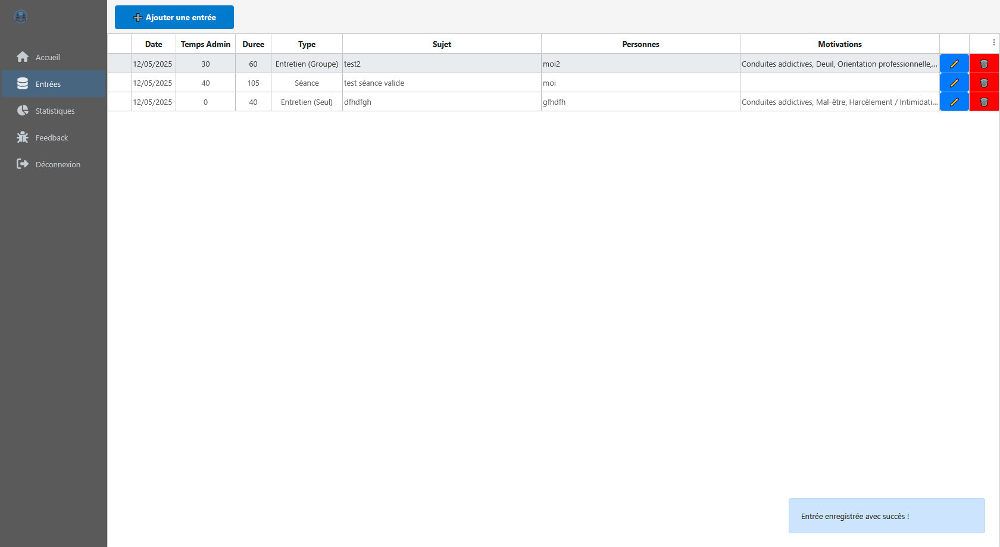 Ajouter une entrée
Accueil
Entrées
Statistiques
Feedback
Déconnexion
Date Temps Admin Duree Type Sujet Personnes Motivations
12/05/2025 30 60 Entretien (Groupe) test2 moi2 Conduites addictives, Deuil, Orientation professionnelle,...
12/05/2025 40 105 Séance test séance valide moi
12/05/2025 0 40 Entretien (Seul) dfhdfgh gfhdfh Conduites addictives, Mal-être, Harcèlement / Intimidati...
Entrée enregistrée avec succès !